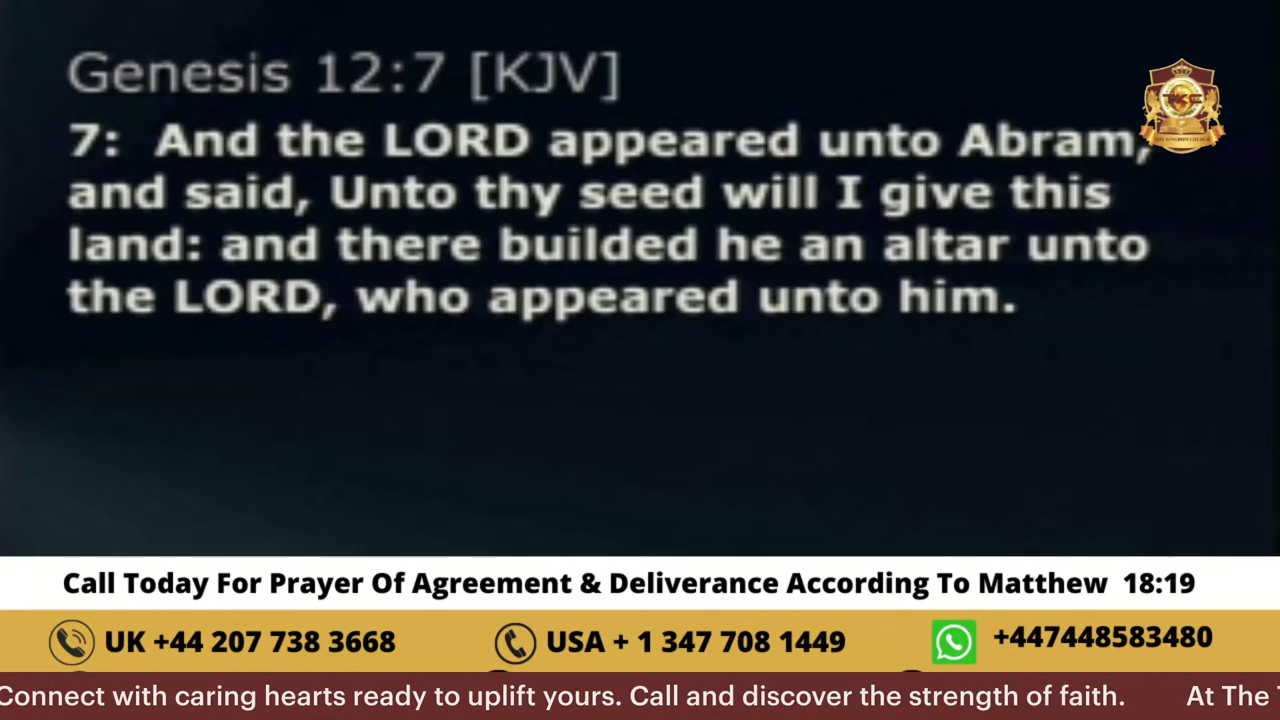 Genesis 12:7 [KJV]
7: And the LORD appeared unto Abram,
and said, Unto thy seed will I give this
land: and there builded he an altar unto
the LORD, who appeared unto him.
Call Today For Prayer Of Agreement & Deliverance According To Matthew 18:19
UK +44 207 738 3668
USA + 1 347 708 1449
+447448583480
Connect with caring hearts ready to uplift yours. Call and discover the strength of faith.
At The